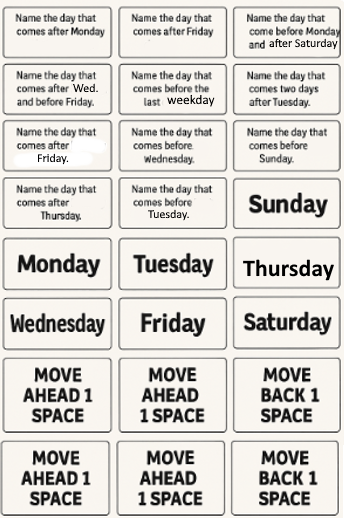 Name the day that
comes after Monday
Name the day that
comes after Friday
Name the day that
come before Monday
and after Saturday
Name the day that
comes after Wed.
and before Friday.
Name the day that
comes before the
last weekday
Name the day that
comes two days
after Tuesday.
Name the day that
comes after
Friday.
Name the day that
comes before
Wednesday.
Name the day that
comes before
Sunday.
Name the day that
comes after
Thursday.
Name the day that
comes before
Tuesday.
Sunday
Monday
Tuesday
Thursday
Wednesday
Friday
Saturday
MOVE
AHEAD 1
SPACE
MOVE
AHEAD
1 SPACE
MOVE
BACK 1
SPACE
MOVE
AHEAD 1
SPACE
MOVE
AHEAD
1 SPACE
MOVE
BACK 1
SPACE